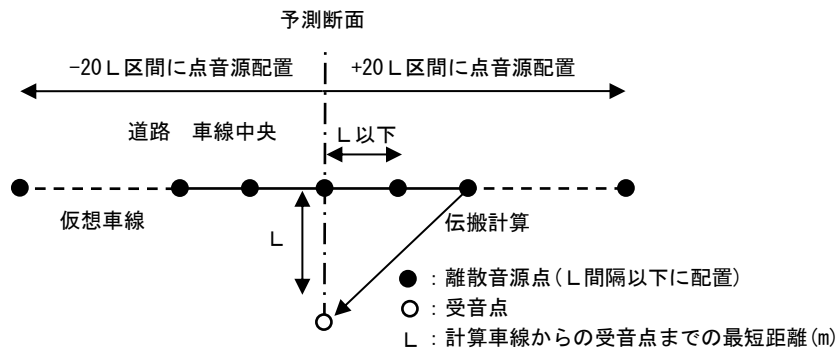 予測断面
-20L区間に点音源配置
+20L区間に点音源配置
道路　車線中央
L以下
仮想車線
L
伝搬計算
●：離散音源点(L間隔以下に配置)
○：受音点
L：計算車線からの受音点までの最短距離(m)